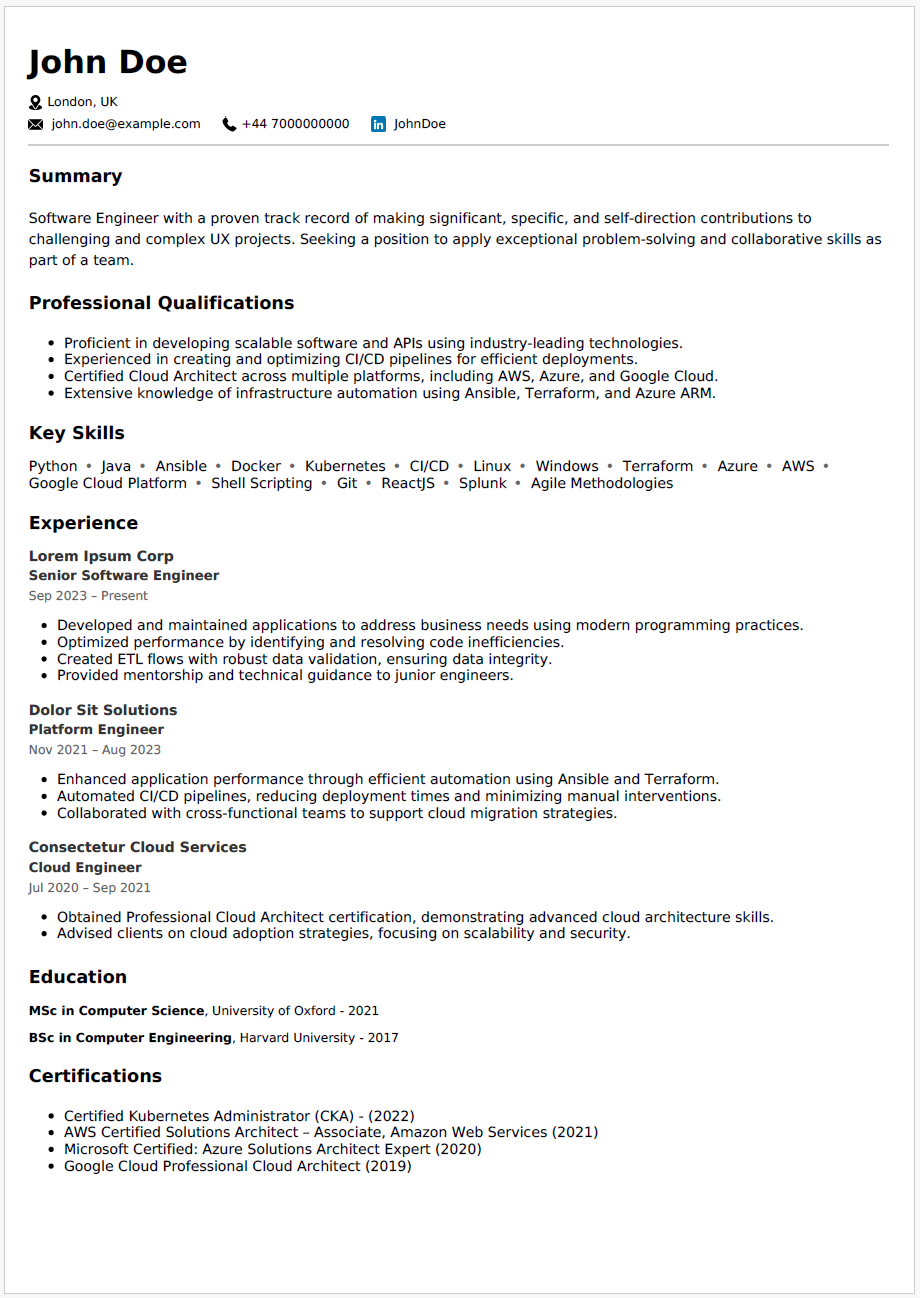 John Doe
London, UK
john.doe@example.com +44 7000000000 in JohnDoe
Summary
Software Engineer with a proven track record of making significant, specific, and self-direction contributions to
challenging and complex UX projects. Seeking a position to apply exceptional problem-solving and collaborative skills as
part of a team.
Professional Qualifications
• Proficient in developing scalable software and APIs using industry-leading technologies.
• Experienced in creating and optimizing CI/CD pipelines for efficient deployments.
• Certified Cloud Architect across multiple platforms, including AWS, Azure, and Google Cloud.
• Extensive knowledge of infrastructure automation using Ansible, Terraform, and Azure ARM.
Key Skills
Python • Java • Ansible • Docker • Kubernetes • CI/CD • Linux • Windows • Terraform • Azure • AWS •
Google Cloud Platform • Shell Scripting • Git • ReactJS • Splunk • Agile Methodologies
Experience
Lorem Ipsum Corp
Senior Software Engineer
Sep 2023 – Present
• Developed and maintained applications to address business needs using modern programming practices.
• Optimized performance by identifying and resolving code inefficiencies.
• Created ETL flows with robust data validation, ensuring data integrity.
• Provided mentorship and technical guidance to junior engineers.
Dolor Sit Solutions
Platform Engineer
Nov 2021 – Aug 2023
• Enhanced application performance through efficient automation using Ansible and Terraform.
• Automated CI/CD pipelines, reducing deployment times and minimizing manual interventions.
• Collaborated with cross-functional teams to support cloud migration strategies.
Consectetur Cloud Services
Cloud Engineer
Jul 2020 – Sep 2021
• Obtained Professional Cloud Architect certification, demonstrating advanced cloud architecture skills.
• Advised clients on cloud adoption strategies, focusing on scalability and security.
Education
MSc in Computer Science, University of Oxford - 2021
BSc in Computer Engineering, Harvard University - 2017
Certifications
• Certified Kubernetes Administrator (CKA) - (2022)
• AWS Certified Solutions Architect – Associate, Amazon Web Services (2021)
• Microsoft Certified: Azure Solutions Architect Expert (2020)
• Google Cloud Professional Cloud Architect (2019)